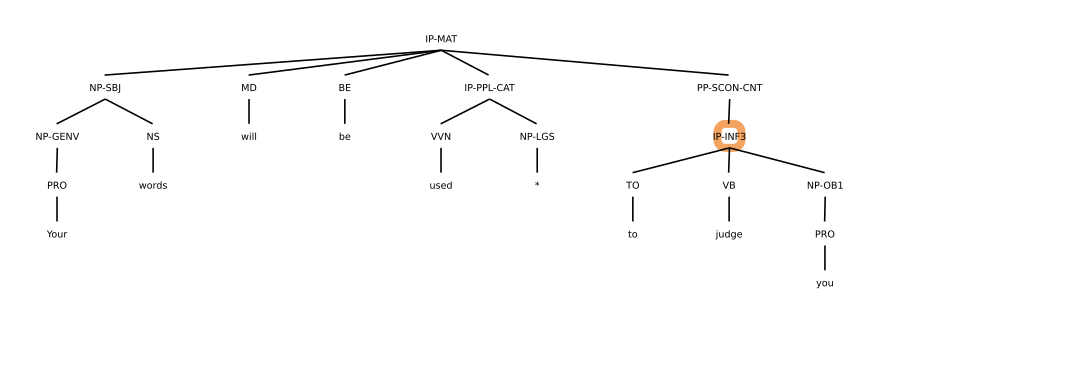 IP-MAT
NP-SBJ MD BE IP-PPL-CAT PP-SCON-CNT
NP-GENV NS will be VVN NP-LGS IP-INF3
PRO words used * TO VB NP-OB1
Your to judge PRO
you